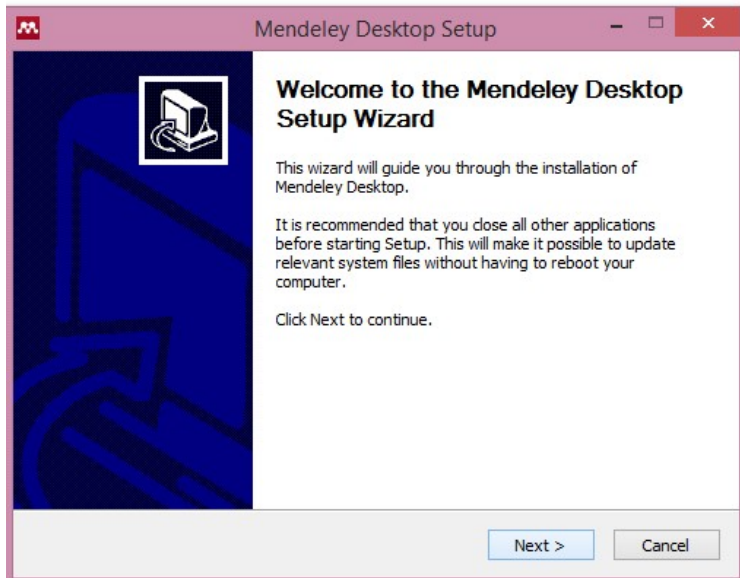 Mendeley Desktop Setup
Welcome to the Mendeley Desktop
Setup Wizard
This wizard will guide you through the installation of
Mendeley Desktop.
It is recommended that you close all other applications
before starting Setup. This will make it possible to update
relevant system files without having to reboot your
computer.
Click Next to continue.
Next >
Cancel